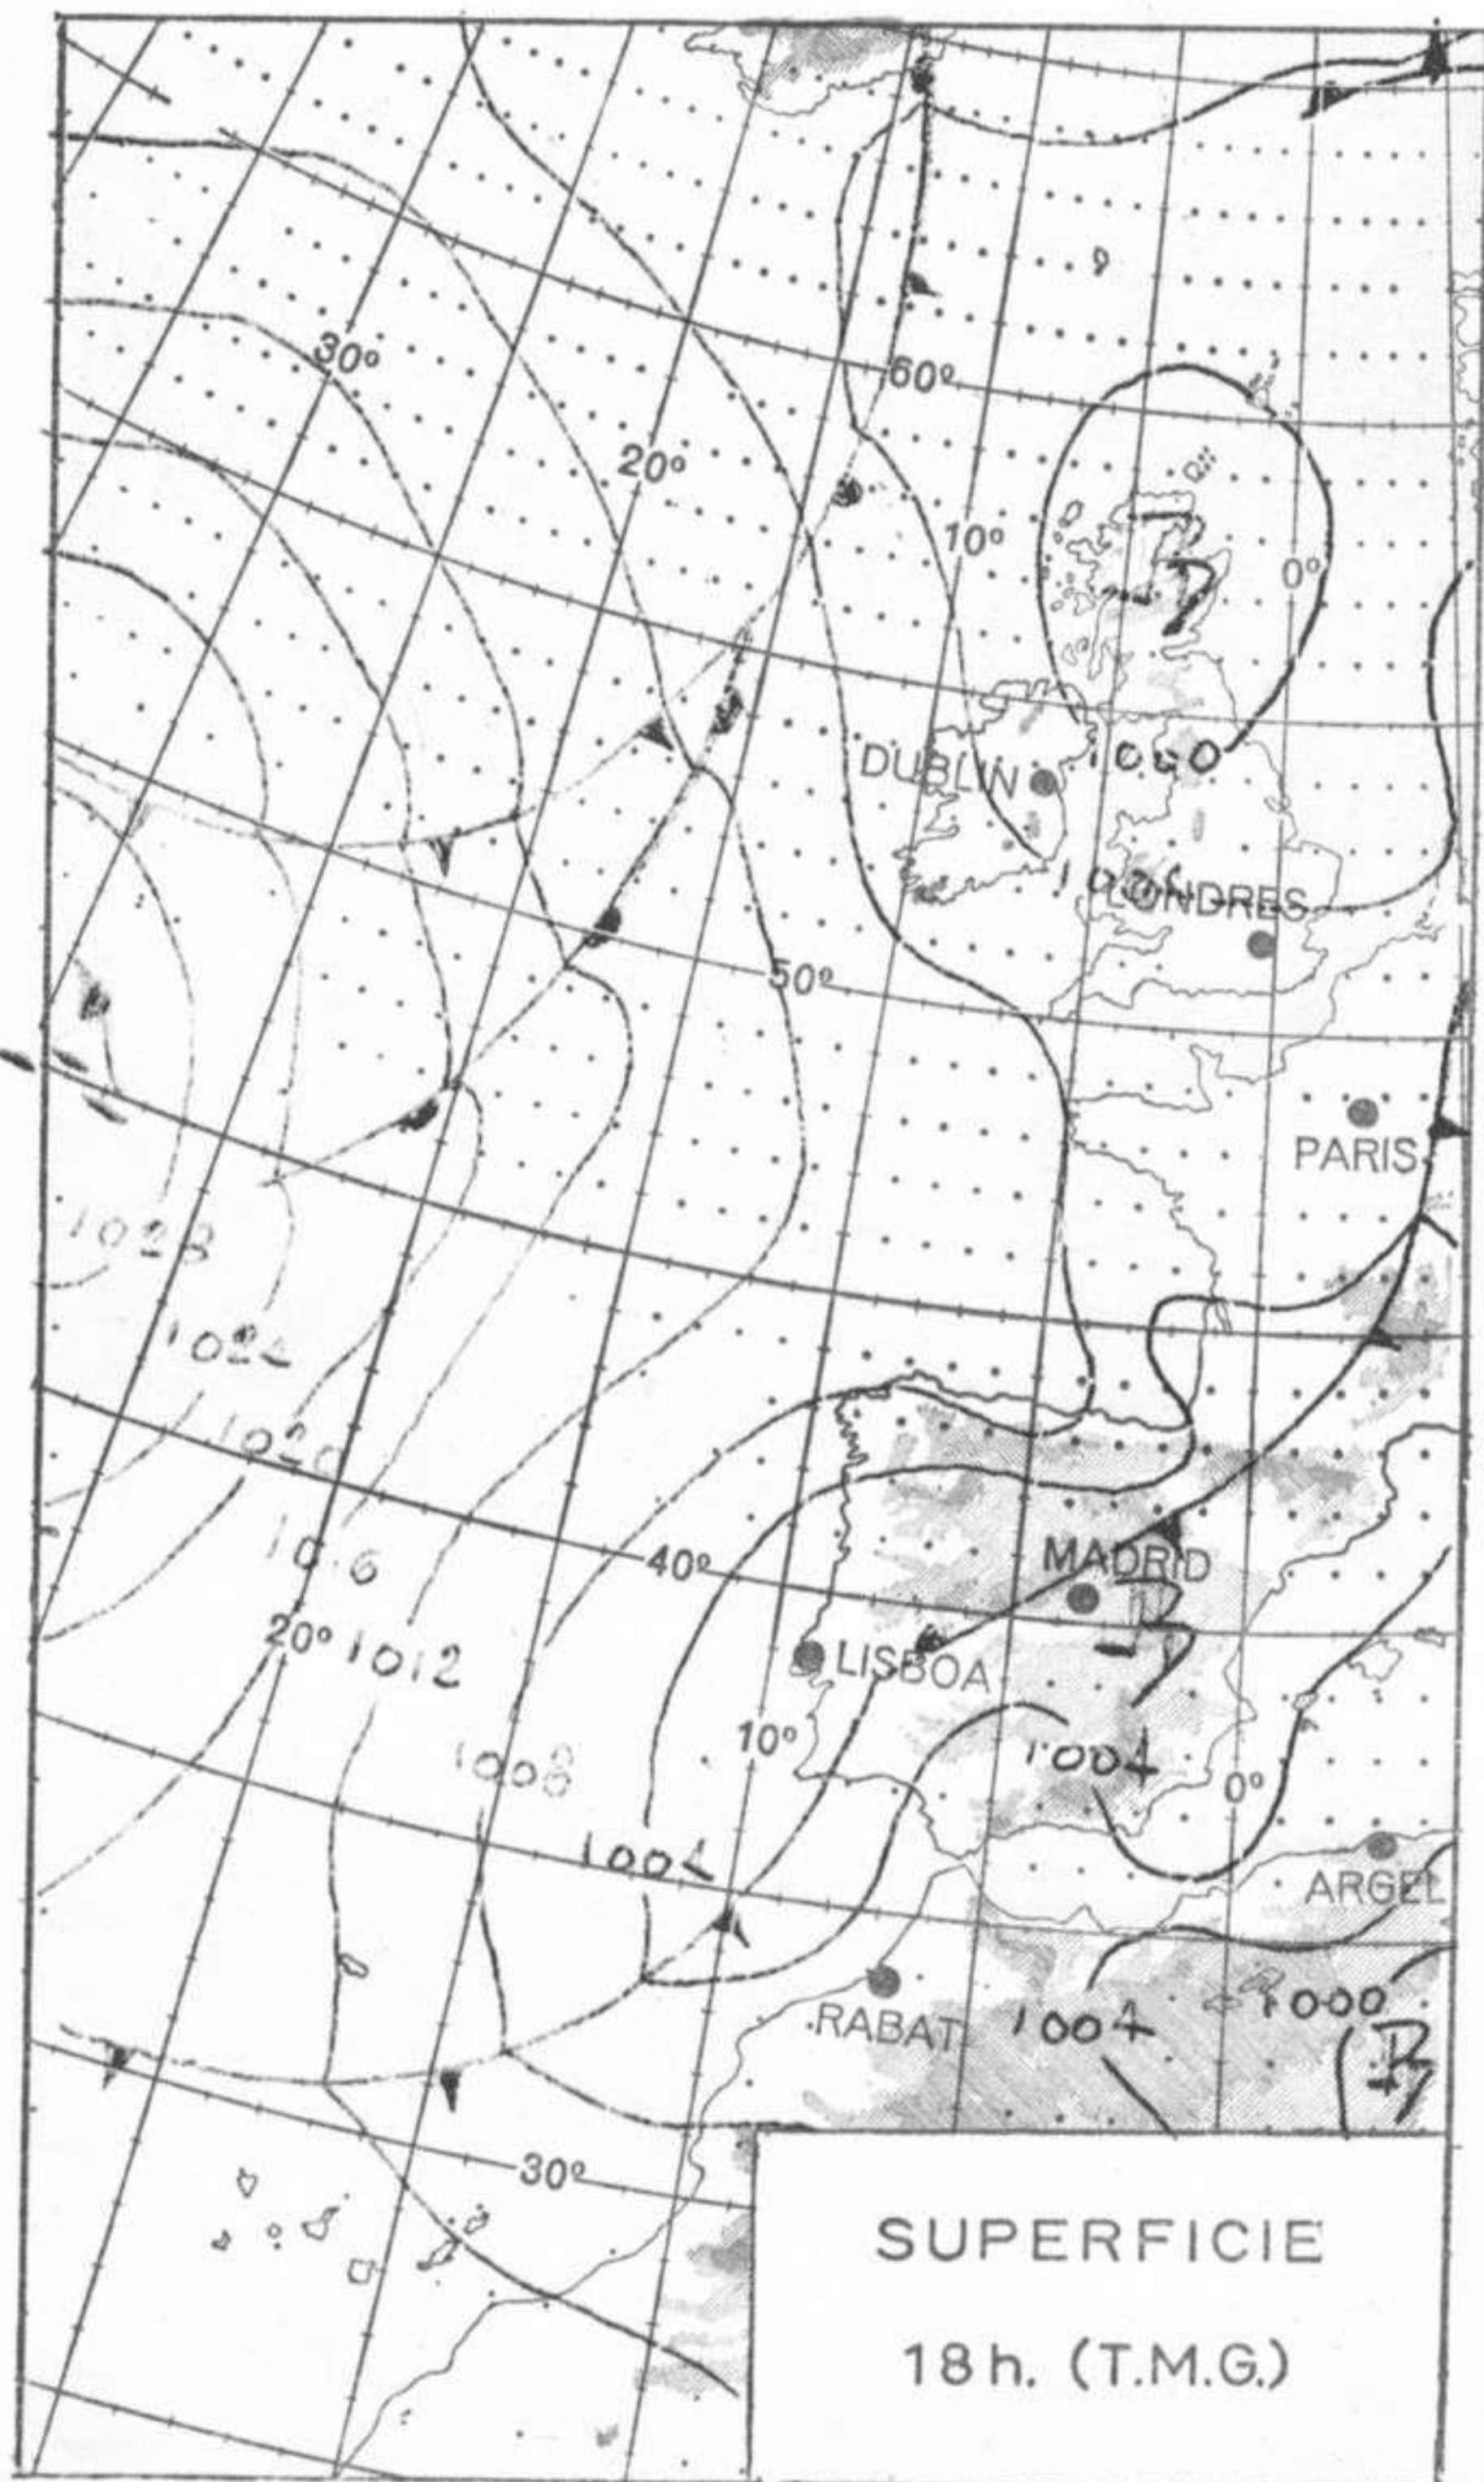 60º
30º
20º
10º
0º
B
DUBLIN
1000
LONDRES
50º
PARIS
1028
1024
1020
MADRID
40º
1016
B
20º
1012
LISBOA
10º
1004
0º
1008
1004
ARGEL
1000
RABAT
1004
B
30º
SUPERFICIE
18 h. (T.M.G.)